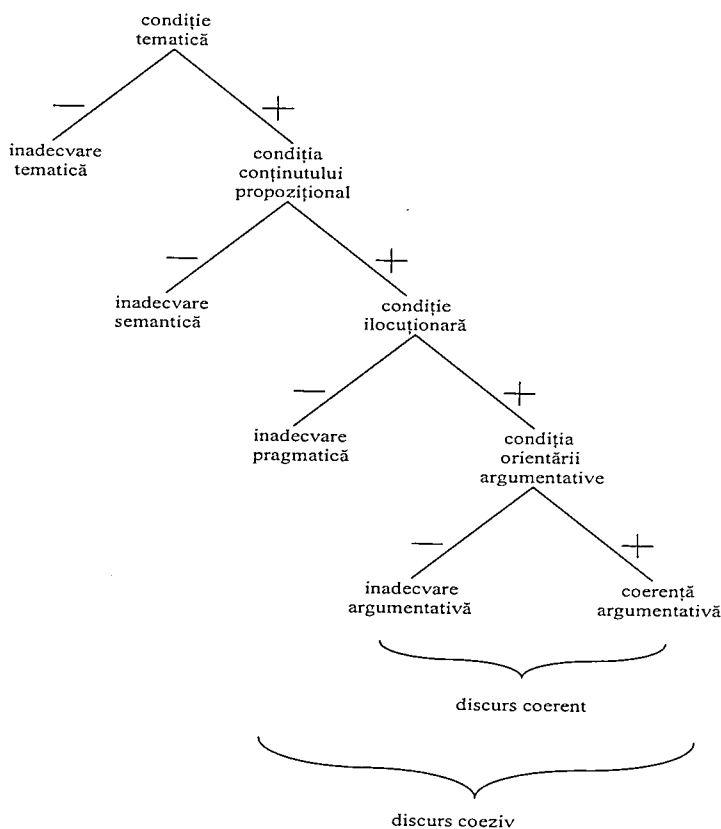 condiție
tematică
— +
inadecvare
tematică
condiția
conținutului
propozițional
— +
inadecvare
semantică
condiție
ilocuționară
— +
inadecvare
pragmatică
condiția
orientării
argumentative
— +
inadecvare
argumentativă
coerență
argumentativă
discurs coerent
discurs coeziv